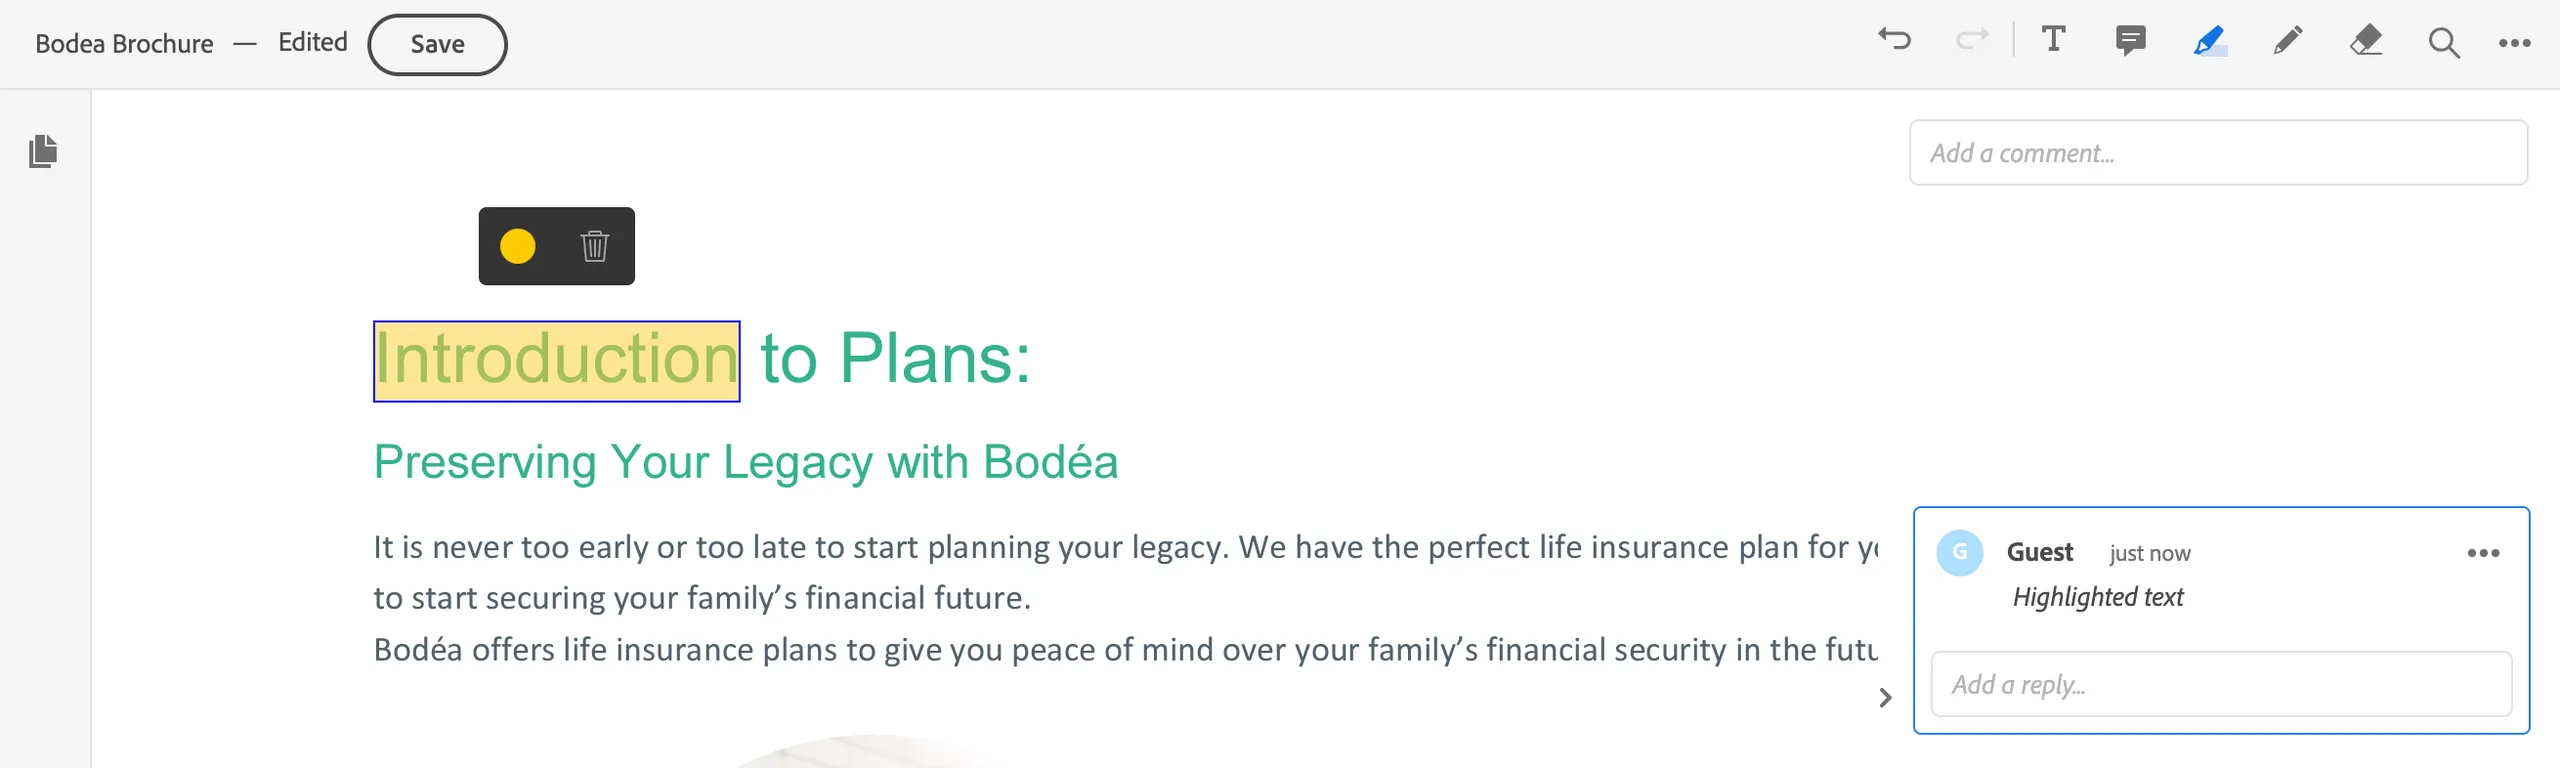 Bodea Brochure — Edited Save
Add a comment...
Introduction to Plans:
Preserving Your Legacy with Bodéa
It is never too early or too late to start planning your legacy. We have the perfect life insurance plan for
to start securing your family’s financial future.
Bodéa offers life insurance plans to give you peace of mind over your family’s financial security in the
G Guest just now
Highlighted text
Add a reply...